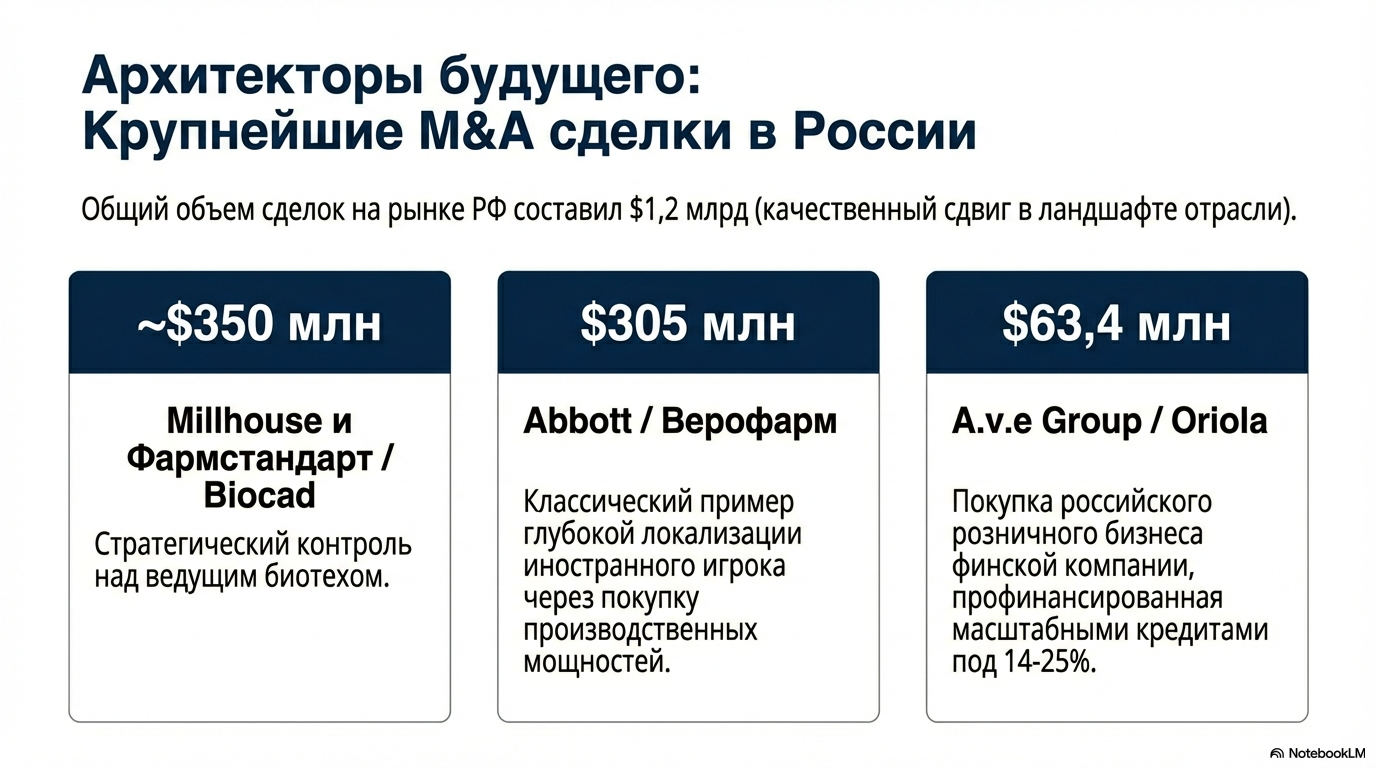 Архитекторы будущего:
Крупнейшие M&A сделки в России
Общий объем сделок на рынке РФ составил $1,2 млрд (качественный сдвиг в ландшафте отрасли).
~$350 млн
Millhouse и
Фармстандарт /
Biocad
Стратегический контроль
над ведущим биотехом.
$305 млн
Abbott / Верофарм
Классический пример
глубокой локализации
иностранного игрока
через покупку
производственных
мощностей.
$63,4 млн
A.v.e Group / Oriola
Покупка российского
розничного бизнеса
финской компании,
профинансированная
масштабными кредитами
под 14-25%.
NotebookLM